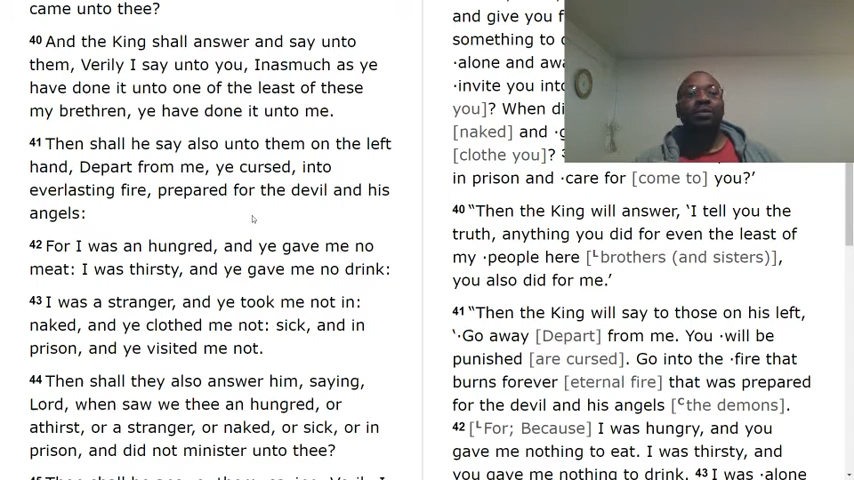 came unto thee?
40 And the King shall answer and say unto
them, Verily I say unto you, Inasmuch as ye
have done it unto one of the least of these
my brethren, ye have done it unto me.
41 Then shall he say also unto them on the left
hand, Depart from me, ye cursed, into
everlasting fire, prepared for the devil and his
angels:
42 For I was an hungred, and ye gave me no
meat: I was thirsty, and ye gave me no drink:
43 I was a stranger, and ye took me not in:
naked, and ye clothed me not: sick, and in
prison, and ye visited me not.
44 Then shall they also answer him, saying,
Lord, when saw we thee an hungred, or
athirst, or a stranger, or naked, or sick, or in
prison, and did not minister unto thee?
and give you
something to
·alone and
·invite you into
you]? When
[naked] and
[clothe you]?
in prison and ·care for [come to] you?’
40 “Then the King will answer, ‘I tell you the
truth, anything you did for even the least of
my ·people here [ᴸbrothers (and sisters)],
you also did for me.’
41 “Then the King will say to those on his left,
‘·Go away [Depart] from me. You ·will be
punished [are cursed]. Go into the ·fire that
burns forever [eternal fire] that was prepared
for the devil and his angels [ᶜthe demons].
42 [ᴸFor; Because] I was hungry, and you
gave me nothing to eat. I was thirsty, and
you gave me nothing to drink. 43 I was ·alone